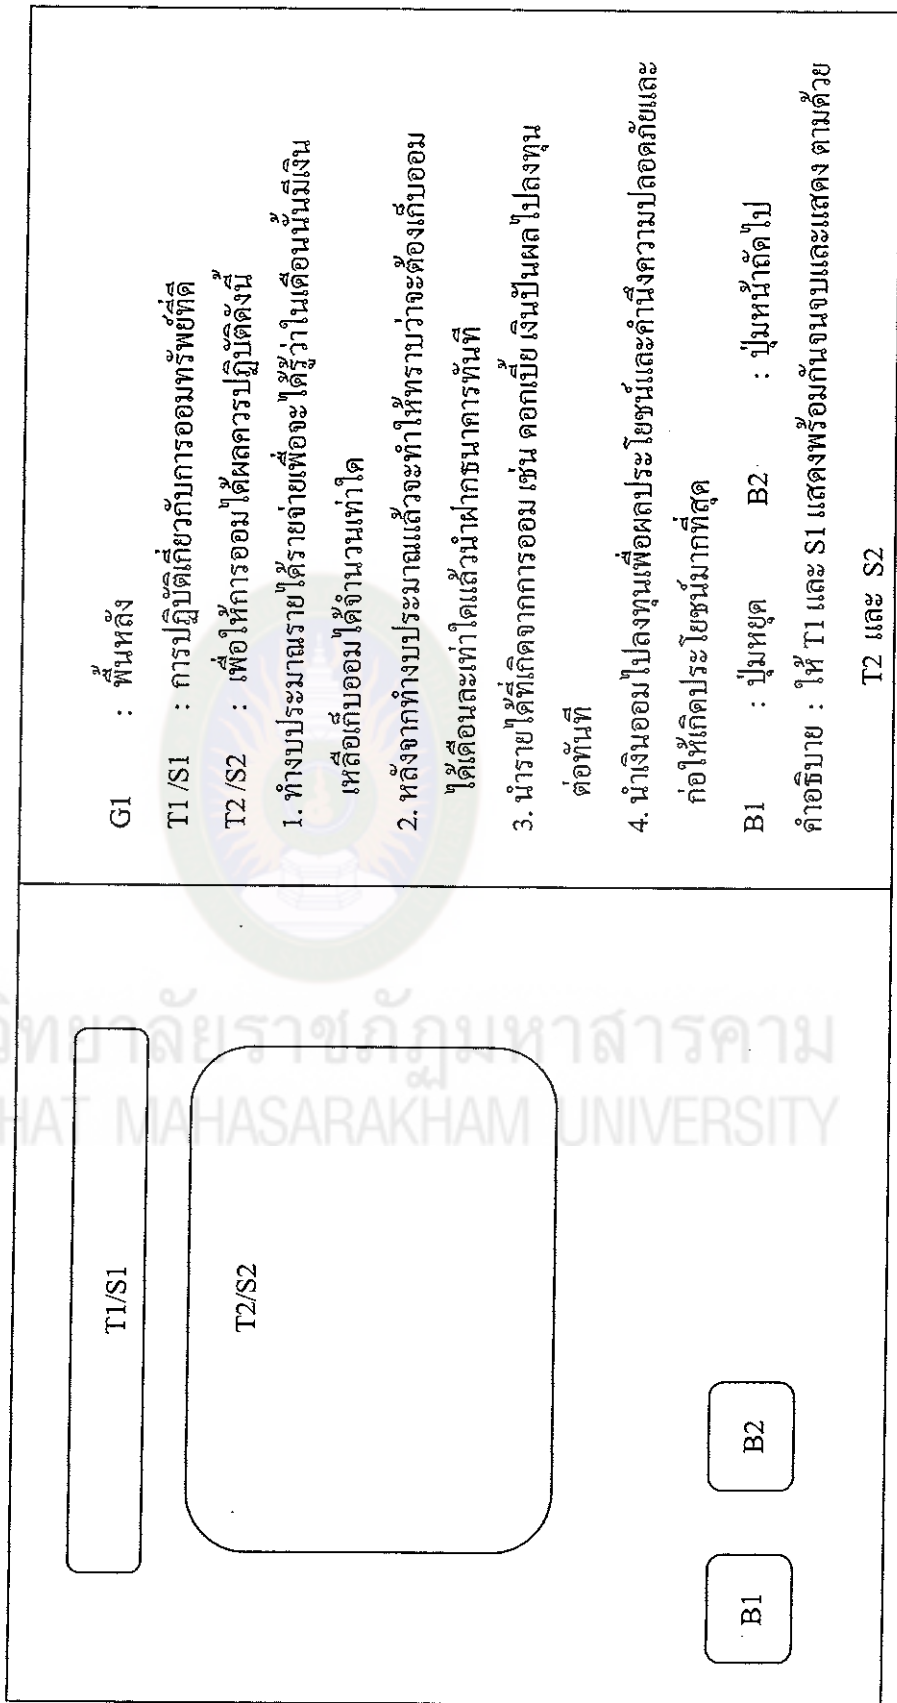 T1/S1
T2/S2
B1 B2
G1 : พื้นหลัง
T1 /S1 : การปฏิบัติเกี่ยวกับการออมทรัพย์ที่ดี
T2 /S2 : เพื่อให้การออมได้ผลควรปฏิบัติดังนี้
1. ทำงบประมาณรายได้รายจ่ายเพื่อจะได้รู้ว่าในเดือนนั้นมีเงิน
เหลือเก็บออมได้จำนวนเท่าใด
2. หลังจากทำงบประมาณแล้วจะทำให้ทราบว่าจะต้องเก็บออม
ได้เดือนละเท่าใดแล้วนำฝากธนาคารทันที
3. นำรายได้ที่เกิดจากการออม เช่น ดอกเบี้ย เงินปันผล ไปลงทุน
ต่อทันที
4. นำเงินออมไปลงทุนเพื่อผลประโยชน์และคำนึงความปลอดภัยและ
ก่อให้เกิดประโยชน์มากที่สุด
B1 : ปุ่มหยุด B2 : ปุ่มหน้าถัดไป
คำอธิบาย : ให้ T1 และ S1 แสดงพร้อมกันจนจบและแสดง ตามด้วย
T2 และ S2
วิทยาลัยราชภัฏมหาสารคาม
HAT MAHASARAKHAM UNIVERSITY